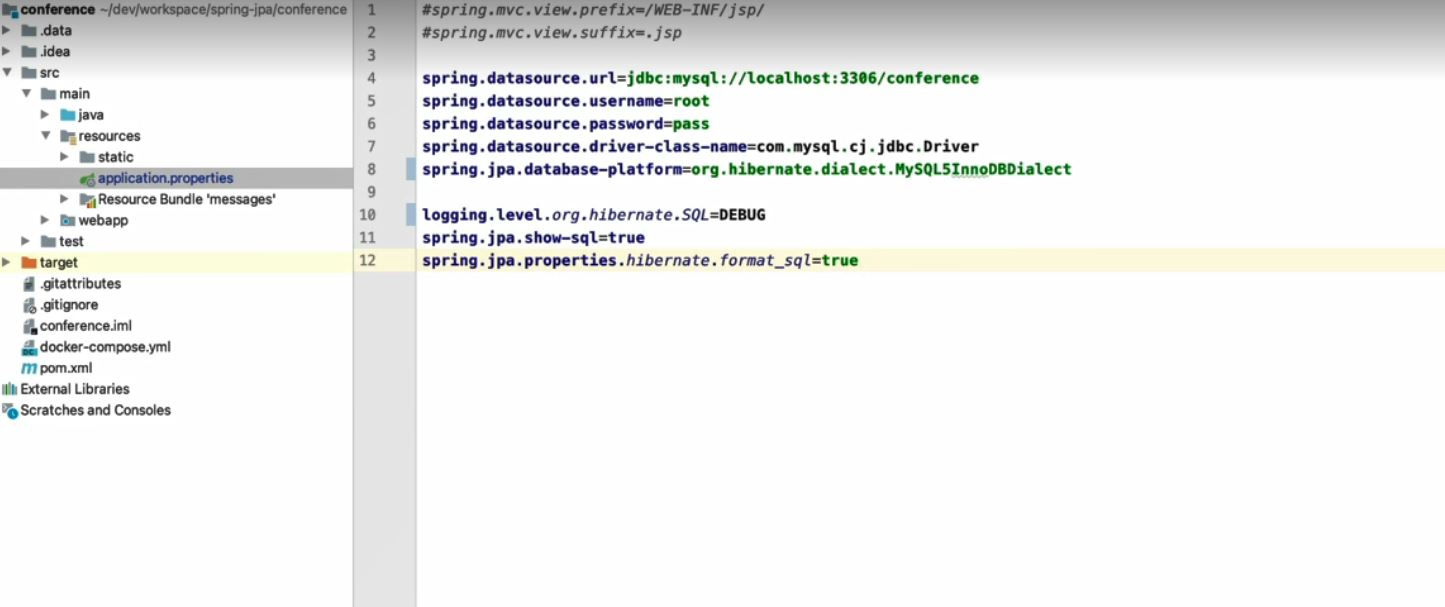 conference ~/dev/workspace/spring-jpa/conference
.data
.idea
src
main
java
resources
static
application.properties
Resource Bundle 'messages'
webapp
test
target
.gitattributes
.gitignore
conference.iml
docker-compose.yml
pom.xml
External Libraries
Scratches and Consoles
1 #spring.mvc.view.prefix=/WEB-INF/jsp/
2 #spring.mvc.view.suffix=.jsp
3
4 spring.datasource.url=jdbc:mysql://localhost:3306/conference
5 spring.datasource.username=root
6 spring.datasource.password=pass
7 spring.datasource.driver-class-name=com.mysql.cj.jdbc.Driver
8 spring.jpa.database-platform=org.hibernate.dialect.MySQL5InnoDBDialect
9
10 logging.level.org.hibernate.SQL=DEBUG
11 spring.jpa.show-sql=true
12 spring.jpa.properties.hibernate.format_sql=true